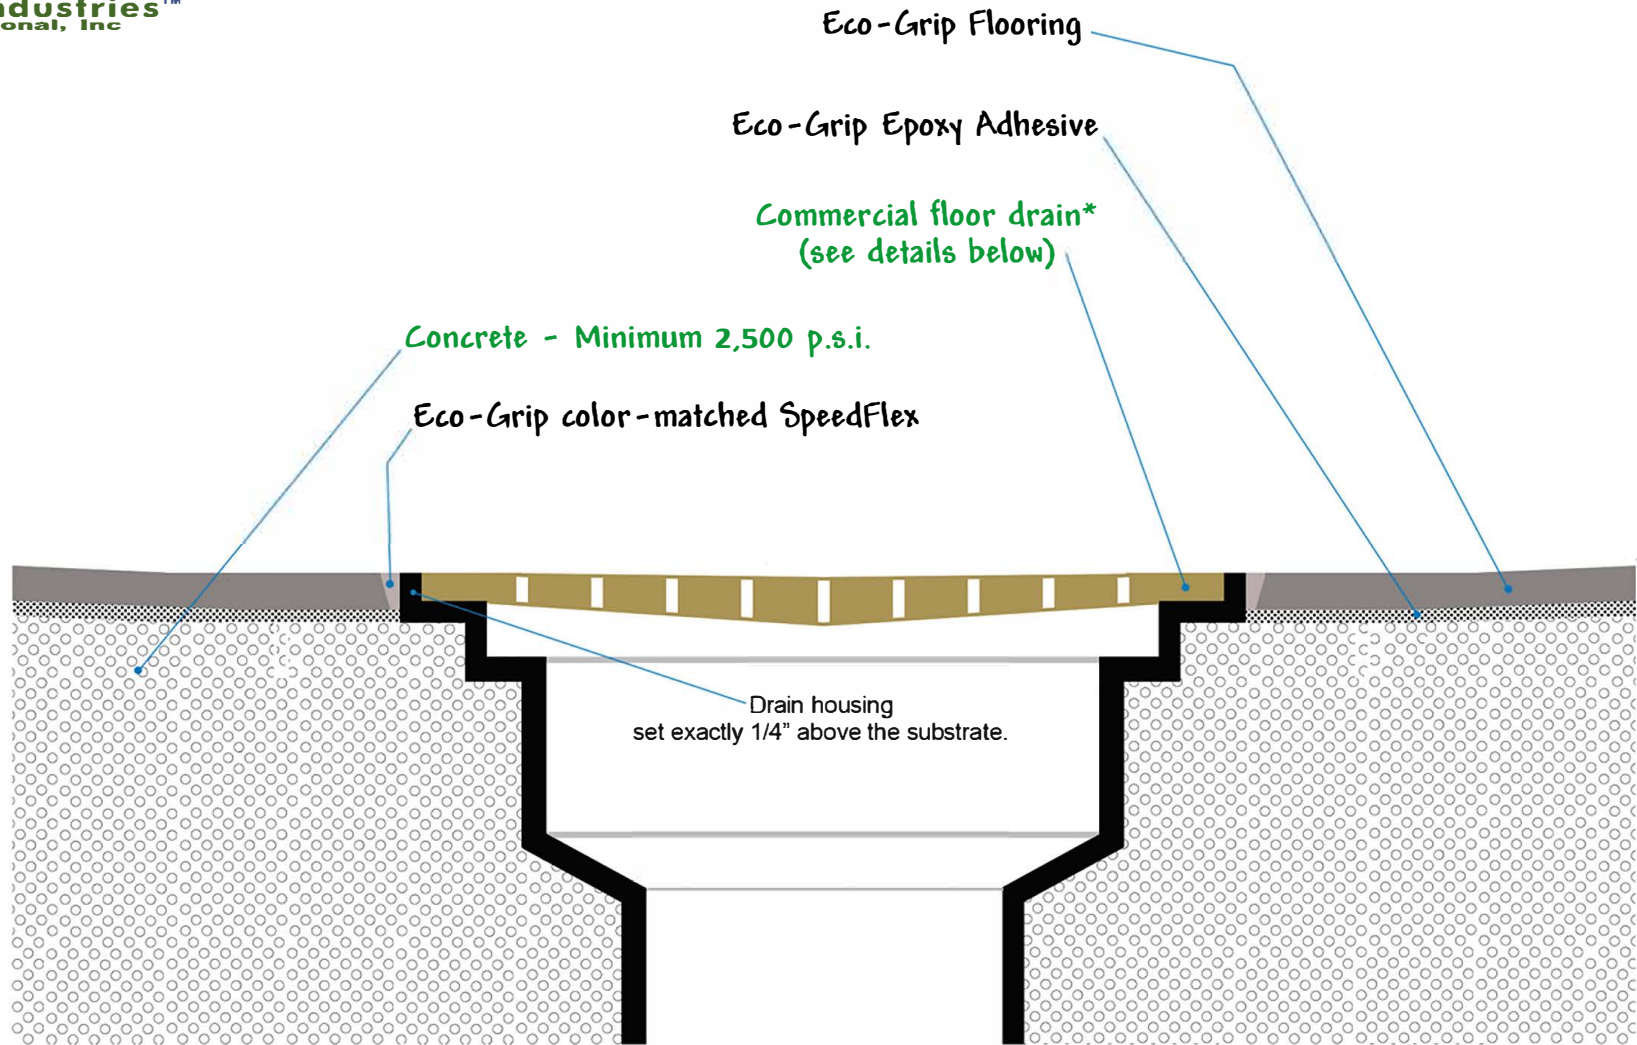 ndustries™
onal, Inc
Eco-Grip Flooring
Eco-Grip Epoxy Adhesive
Commercial floor drain*
(see details below)
Concrete - Minimum 2,500 p.s.i.
Eco-Grip color-matched SpeedFlex
Drain housing
set exactly 1/4” above the substrate.